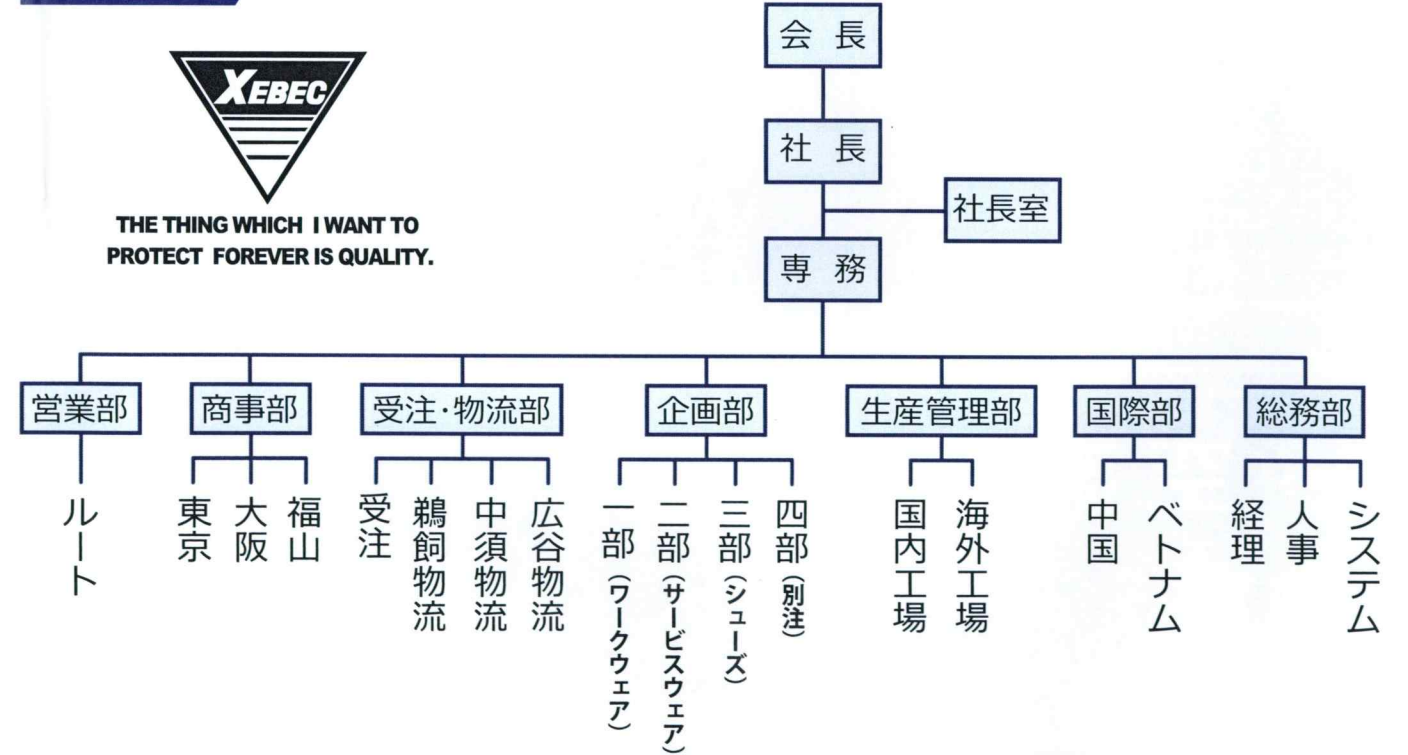 会長
XEBEC
社長
社長室
THE THING WHICH I WANT TO
PROTECT FOREVER IS QUALITY.
専務
営業部
商事部
受注・物流部
企画部
生産管理部
国際部
総務部
ルート
東京
大阪
福山
受注
鵜飼物流
中須物流
広谷物流
一部(ワークウェア)
二部(サービスウェア)
三部(シューズ)
四部(別注)
国内工場
海外工場
中国
ベトナム
経理
人事
システム